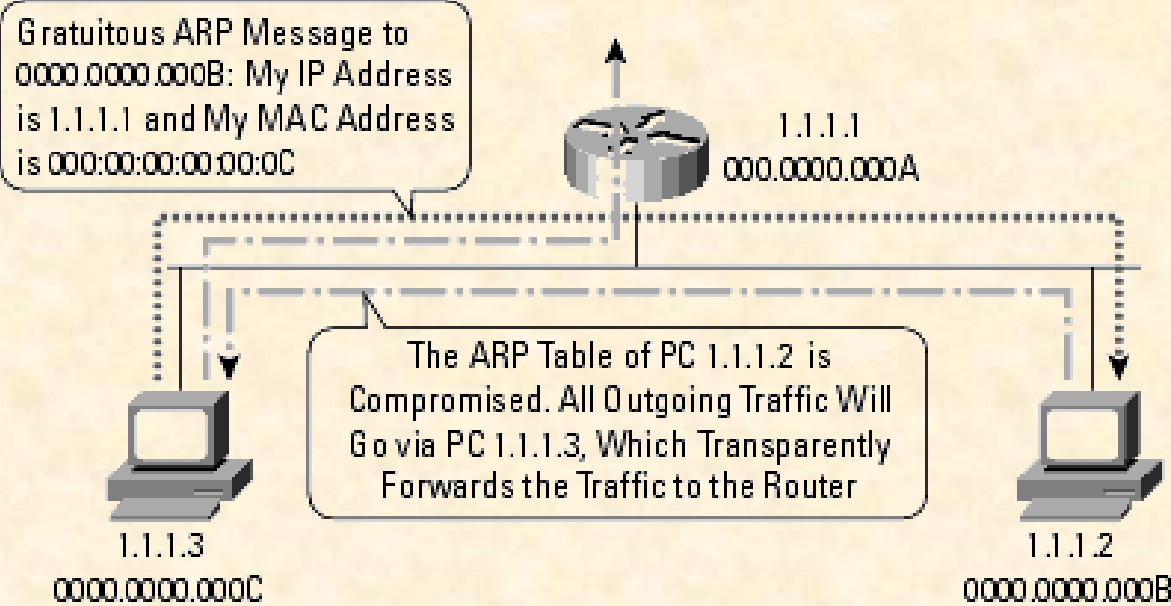 Gratuitous ARP Message to
0000.0000.000B: My IP Address
is 1.1.1.1 and My MAC Address
is 000:00:00:00:00:0C
1.1.1.1
000.0000.000A
The ARP Table of PC 1.1.1.2 is
Compromised. All Outgoing Traffic Will
Go via PC 1.1.1.3, Which Transparently
Forwards the Traffic to the Router
1.1.1.3
0000.0000.000C
1.1.1.2
0000.0000.000B